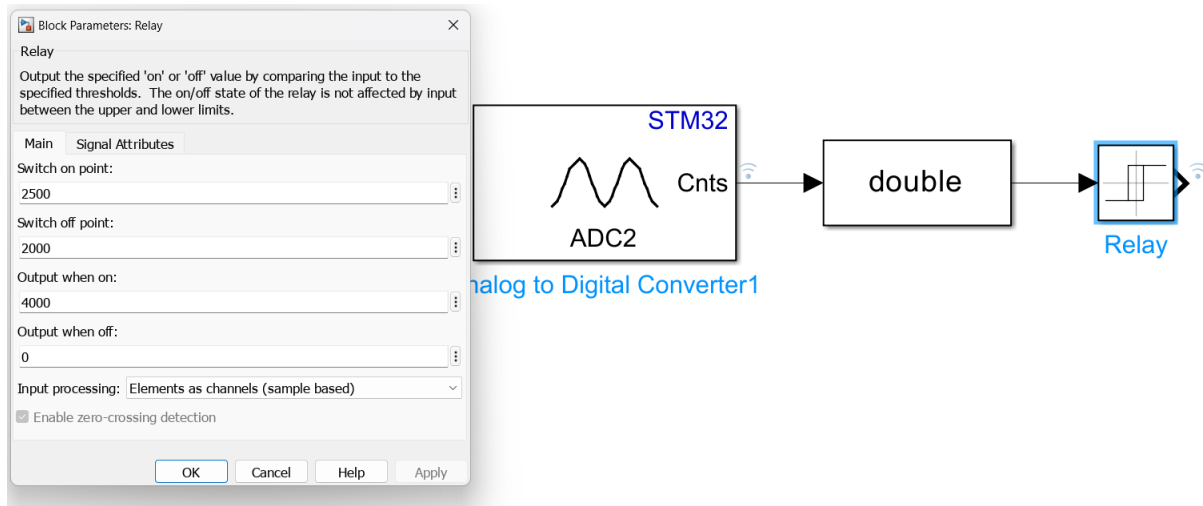 Block Parameters: Relay
Relay
Output the specified 'on' or 'off' value by comparing the input to the
specified thresholds. The on/off state of the relay is not affected by input
between the upper and lower limits.
Main
Signal Attributes
Switch on point:
2500
Switch off point:
2000
Output when on:
4000
Output when off:
0
Input processing: Elements as channels (sample based)
Enable zero-crossing detection
OK
Cancel
Help
Apply
STM32
Cnts
ADC2
nalog to Digital Converter1
double
Relay